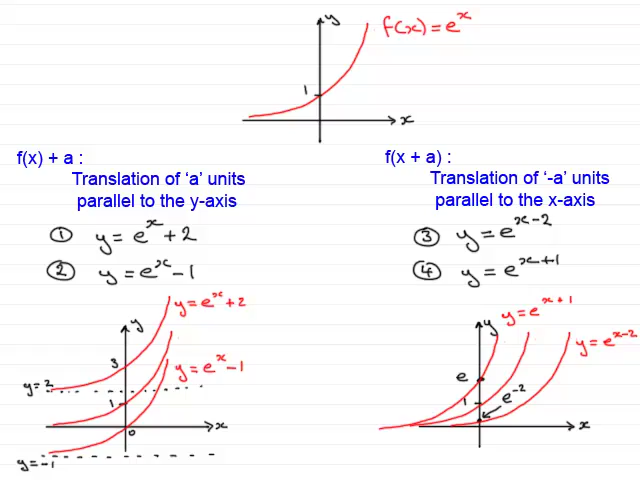 y
f(x) = e^x
1
x
f(x) + a :
Translation of ‘a’ units
parallel to the y-axis
① y = e^x + 2
② y = e^x − 1
f(x + a) :
Translation of ‘-a’ units
parallel to the x-axis
③ y = e^{x−2}
④ y = e^{x+1}
y
y = e^x + 2
3
y = e^x − 1
y = 2
1
0
x
y = −1
y
y = e^{x+1}
y = e^{x−2}
e
1
e^{−2}
x